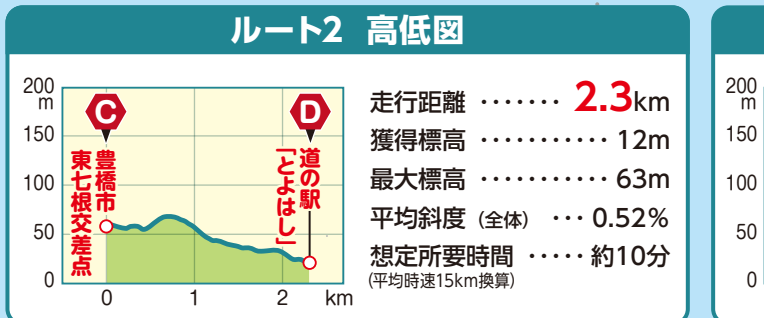 ルート2 高低図
200
m
150
100
50
0
C
豊橋市
東七根交差点
D
道の駅
「とよはし」
0 1 2 km
走行距離 ······· 2.3km
獲得標高 ··········· 12m
最大標高 ··········· 63m
平均斜度 (全体) ··· 0.52%
想定所要時間 ····· 約10分
(平均時速15km換算)
200
m
150
100
50
0